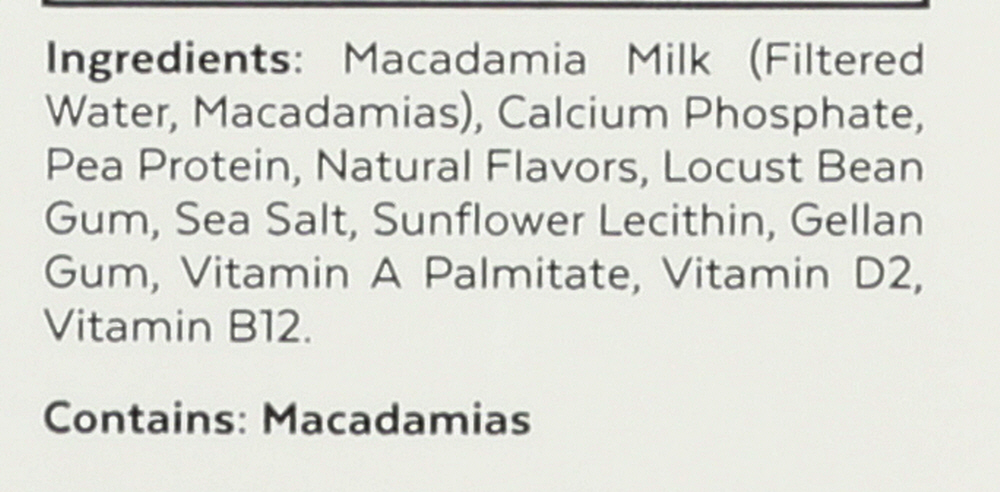 Ingredients: Macadamia Milk (Filtered
Water, Macadamias), Calcium Phosphate,
Pea Protein, Natural Flavors, Locust Bean
Gum, Sea Salt, Sunflower Lecithin, Gellan
Gum, Vitamin A Palmitate, Vitamin D2,
Vitamin B12.
Contains: Macadamias